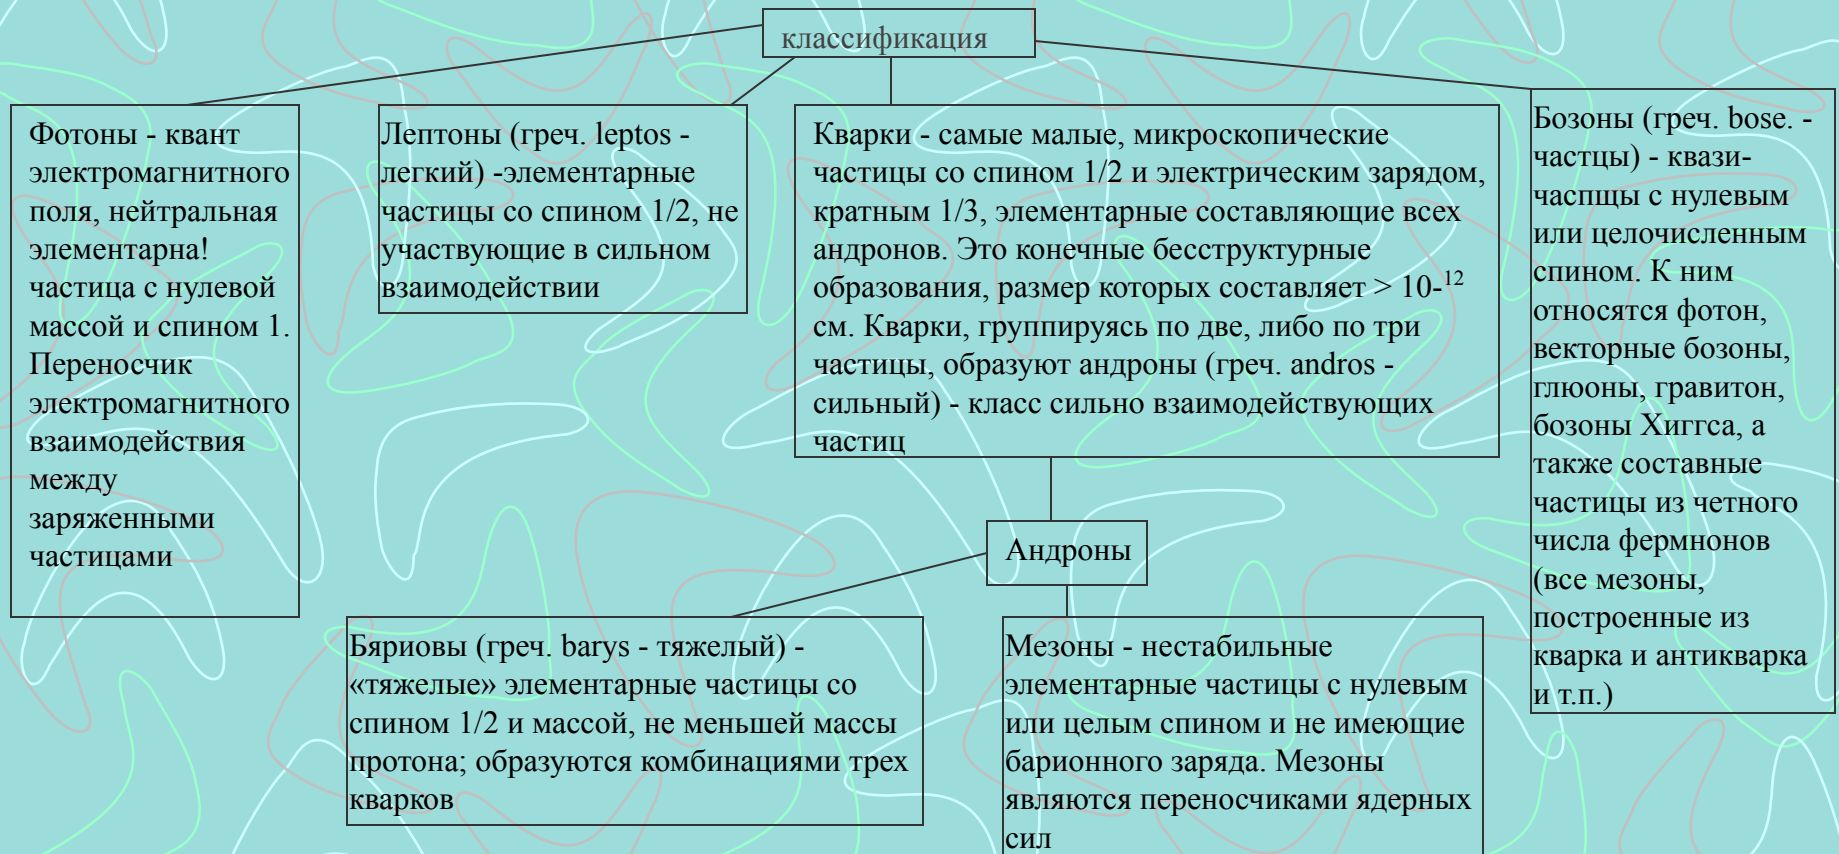 классификация
Фотоны - квант
электромагнитного
поля, нейтральная
элементарна!
частица с нулевой
массой и спином 1.
Переносчик
электромагнитного
взаимодействия
между
заряженными
частицами
Лептоны (греч. leptos -
легкий) -элементарные
частицы со спином 1/2, не
участвующие в сильном
взаимодействии
Кварки - самые малые, микроскопические
частицы со спином 1/2 и электрическим зарядом,
кратным 1/3, элементарные составляющие всех
андронов. Это конечные бесструктурные
образования, размер которых составляет > 10-¹²
см. Кварки, группируясь по две, либо по три
частицы, образуют андроны (греч. andros -
сильный) - класс сильно взаимодействующих
частиц
Бозоны (греч. bose. -
частцы) - квази-
часпщы с нулевым
или целочисленным
спином. К ним
относятся фотон,
векторные бозоны,
глюоны, гравитон,
бозоны Хиггса, а
также составные
частицы из четного
числа фермнонов
(все мезоны,
построенные из
кварка и антикварка
и т.п.)
Андроны
Бяриовы (греч. barys - тяжелый) -
«тяжелые» элементарные частицы со
спином 1/2 и массой, не меньшей массы
протона; образуются комбинациями трех
кварков
Мезоны - нестабильные
элементарные частицы с нулевым
или целым спином и не имеющие
барионного заряда. Мезоны
являются переносчиками ядерных
сил